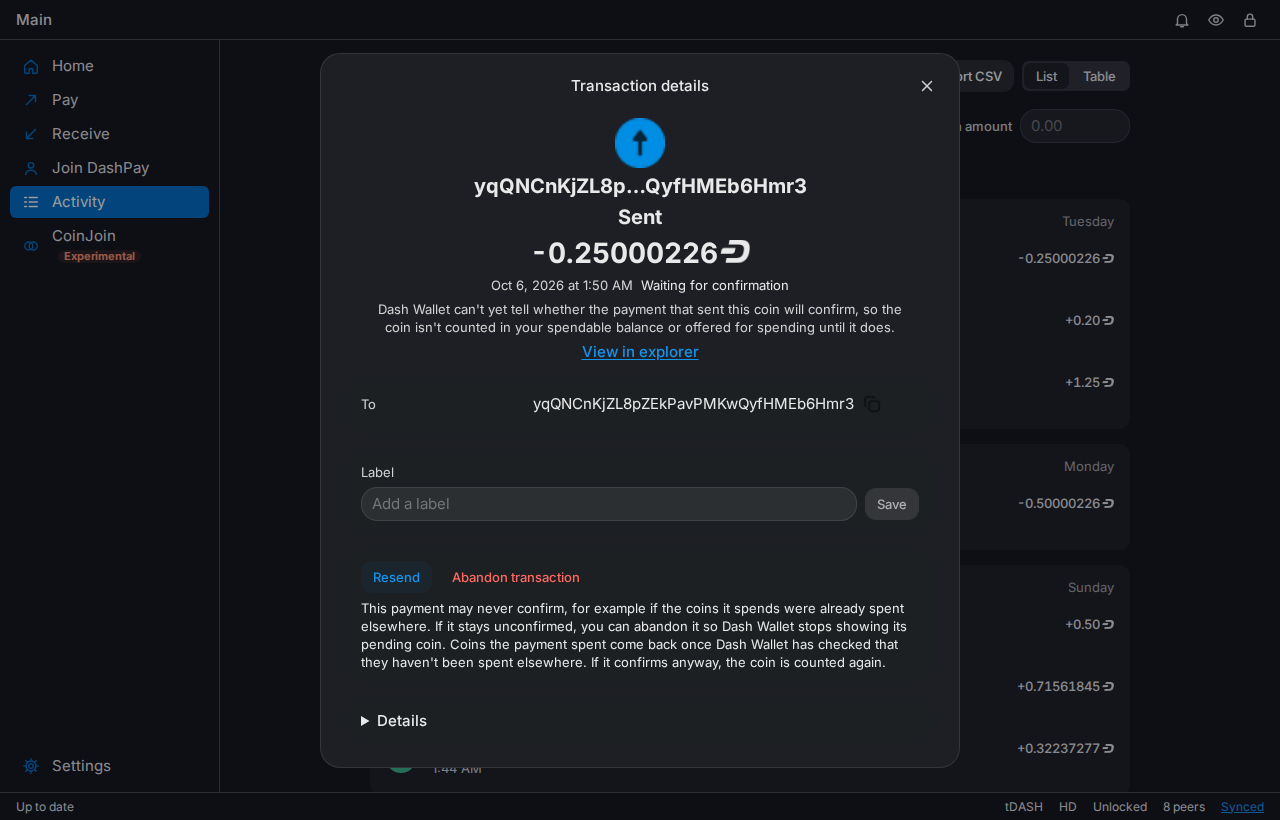 Main
Home
Pay
Receive
Join DashPay
Activity
CoinJoin
Experimental
Settings
Transaction details
yqQNCnKjZL8p...QyfHMEb6Hmr3
Sent
-0.25000226
Oct 6, 2026 at 1:50 AM Waiting for confirmation
Dash Wallet can't yet tell whether the payment that sent this coin will confirm, so the
coin isn't counted in your spendable balance or offered for spending until it does.
View in explorer
To yqQNCnKjZL8pZEkPavPMKwQyfHMEb6Hmr3
Label
Add a label Save
Resend Abandon transaction
This payment may never confirm, for example if the coins it spends were already spent
elsewhere. If it stays unconfirmed, you can abandon it so Dash Wallet stops showing its
pending coin. Coins the payment spent come back once Dash Wallet has checked that
they haven't been spent elsewhere. If it confirms anyway, the coin is counted again.
Details
CSV List Table
amount 0.00
Tuesday
-0.25000226
+0.20
+1.25
Monday
-0.50000226
Sunday
+0.50
+0.71561845
+0.32237277
1:44 AM
Up to date tDASH HD Unlocked 8 peers Synced